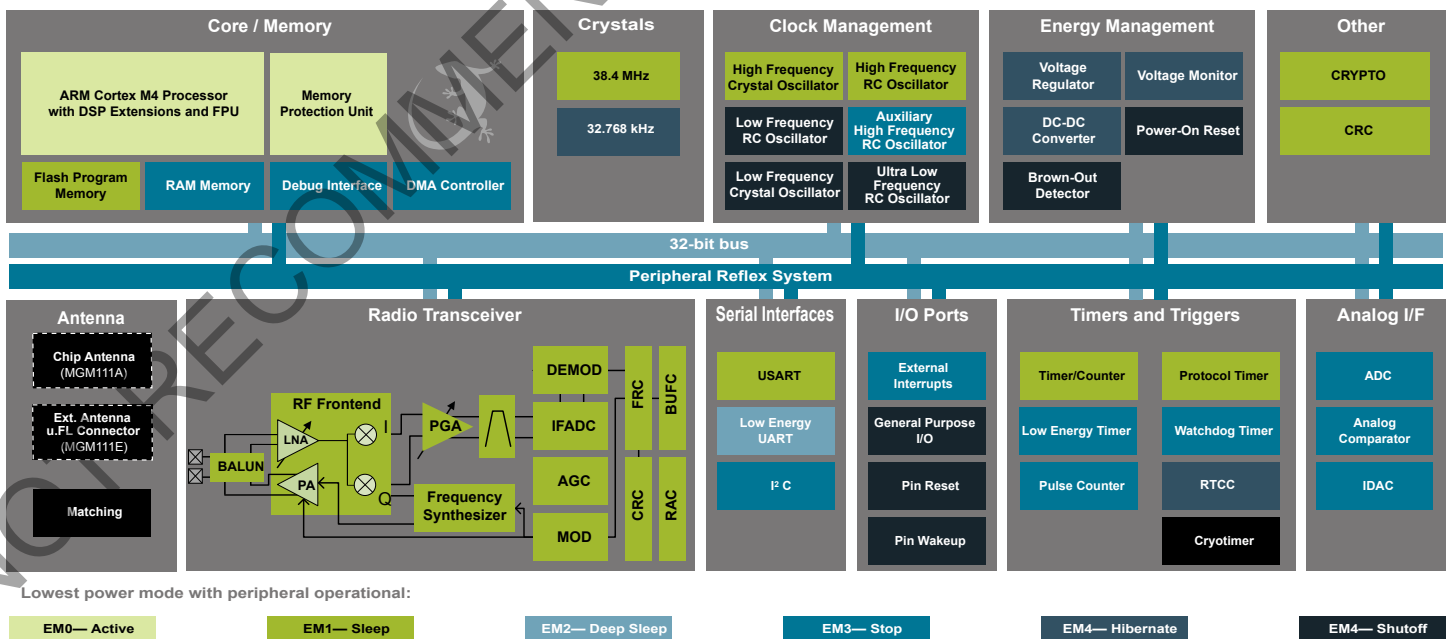 Core / Memory
ARM Cortex M4 Processor
with DSP Extensions and FPU
Memory
Protection Unit
Flash Program
Memory
RAM Memory
Debug Interface
DMA Controller
Crystals
38.4 MHz
32.768 kHz
Clock Management
High Frequency
Crystal Oscillator
High Frequency
RC Oscillator
Low Frequency
RC Oscillator
Auxiliary
High Frequency
RC Oscillator
Low Frequency
Crystal Oscillator
Ultra Low
Frequency
RC Oscillator
Energy Management
Voltage
Regulator
Voltage Monitor
DC-DC
Converter
Power-On Reset
Brown-Out
Detector
Other
CRYPTO
CRC
32-bit bus
Peripheral Reflex System
Antenna
Chip Antenna
(MGM111A)
Ext. Antenna
u.FL Connector
(MGM111E)
Matching
Radio Transceiver
RF Frontend
LNA
I
BALUN
PA
Q
PGA
Frequency
Synthesizer
DEMOD
IFADC
AGC
MOD
FRC
BUFC
CRC
RAC
Serial Interfaces
USART
Low Energy
UART
I² C
I/O Ports
External
Interrupts
General Purpose
I/O
Pin Reset
Pin Wakeup
Timers and Triggers
Timer/Counter
Protocol Timer
Low Energy Timer
Watchdog Timer
Pulse Counter
RTCC
Cryotimer
Analog I/F
ADC
Analog
Comparator
IDAC
Lowest power mode with peripheral operational:
EM0— Active
EM1— Sleep
EM2— Deep Sleep
EM3— Stop
EM4— Hibernate
EM4— Shutoff
NOT RECOMMEN